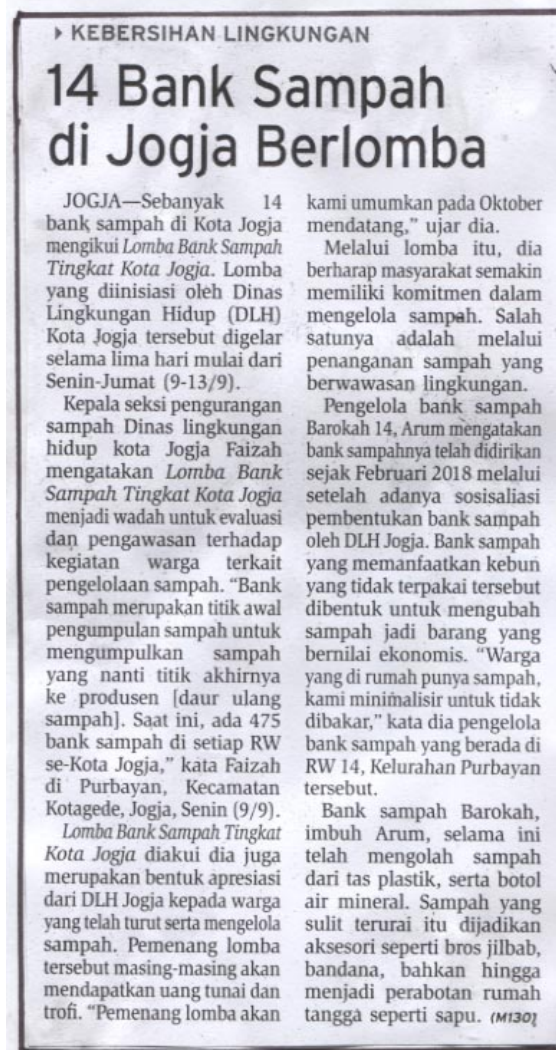 KEBERSIHAN LINGKUNGAN
14 Bank Sampah
di Jogja Berlomba
JOGJA—Sebanyak 14
bank sampah di Kota Jogja
mengikui Lomba Bank Sampah
Tingkat Kota Jogja. Lomba
yang diinisiasi oleh Dinas
Lingkungan Hidup (DLH)
Kota Jogja tersebut digelar
selama lima hari mulai dari
Senin-Jumat (9-13/9).
Kepala seksi pengurangan
sampah Dinas lingkungan
hidup kota Jogja Faizah
mengatakan Lomba Bank
Sampah Tingkat Kota Jogja
menjadi wadah untuk evaluasi
dan pengawasan terhadap
kegiatan warga terkait
pengelolaan sampah. “Bank
sampah merupakan titik awal
pengumpulan sampah untuk
mengumpulkan sampah
yang nanti titik akhirnya
ke produsen [daur ulang
sampah]. Saat ini, ada 475
bank sampah di setiap RW
se-Kota Jogja,” kata Faizah
di Purbayan, Kecamatan
Kotagede, Jogja, Senin (9/9).
Lomba Bank Sampah Tingkat
Kota Jogja diakui dia juga
merupakan bentuk apresiasi
dari DLH Jogja kepada warga
yang telah turut serta mengelola
sampah. Pemenang lomba
tersebut masing-masing akan
mendapatkan uang tunai dan
trofi. “Pemenang lomba akan
kami umumkan pada Oktober
mendatang,” ujar dia.
Melalui lomba itu, dia
berharap masyarakat semakin
memiliki komitmen dalam
mengelola sampah. Salah
satunya adalah melalui
penanganan sampah yang
berwawasan lingkungan.
Pengelola bank sampah
Barokah 14, Arum mengatakan
bank sampahnya telah didirikan
sejak Februari 2018 melalui
setelah adanya sosisaliasi
pembentukan bank sampah
oleh DLH Jogja. Bank sampah
yang memanfaatkan kebun
yang tidak terpakai tersebut
dibentuk untuk mengubah
sampah jadi barang yang
bernilai ekonomis. “Warga
yang di rumah punya sampah,
kami minimalisir untuk tidak
dibakar,” kata dia pengelola
bank sampah yang berada di
RW 14, Kelurahan Purbayan
tersebut.
Bank sampah Barokah,
imbuh Arum, selama ini
telah mengolah sampah
dari tas plastik, serta botol
air mineral. Sampah yang
sulit terurai itu dijadikan
aksesori seperti bros jilbab,
bandana, bahkan hingga
menjadi perabotan rumah
tangga seperti sapu. (M130)